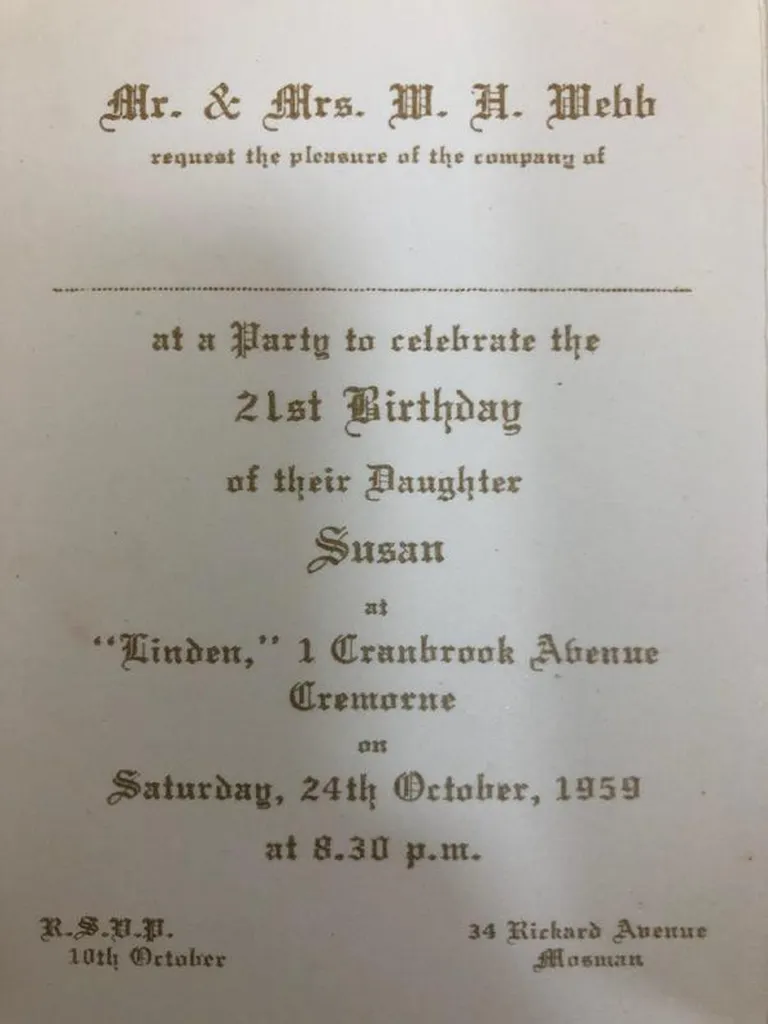 Mr. & Mrs. W. H. Webb
request the pleasure of the company of
at a Party to celebrate the
21st Birthday
of their Daughter
Susan
at
“Linden,” 1 Cranbrook Avenue
Cremorne
on
Saturday, 24th October, 1959
at 8.30 p.m.
R.S.V.P.
10th October
34 Rickard Avenue
Mosman